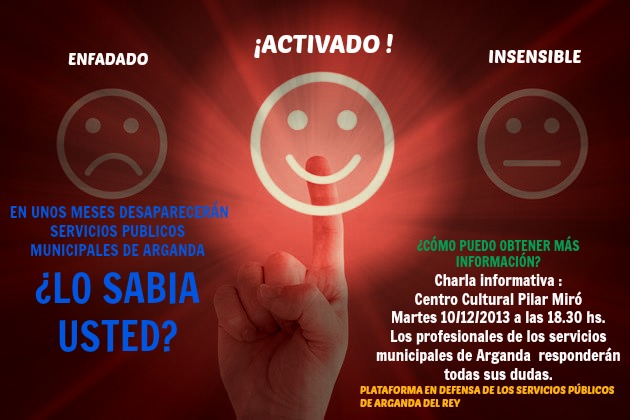 ENFADADO
¡ACTIVADO !
INSENSIBLE
EN UNOS MESES DESAPARECERÁN
SERVICIOS PUBLICOS
MUNICIPALES DE ARGANDA
¿LO SABIA
USTED?
¿CÓMO PUEDO OBTENER MÁS
INFORMACIÓN?
Charla informativa :
Centro Cultural Pilar Miró
Martes 10/12/2013 a las 18.30 hs.
Los profesionales de los servicios
municipales de Arganda responderán
todas sus dudas.
PLATAFORMA EN DEFENSA DE LOS SERVICIOS PÚBLICOS
DE ARGANDA DEL REY